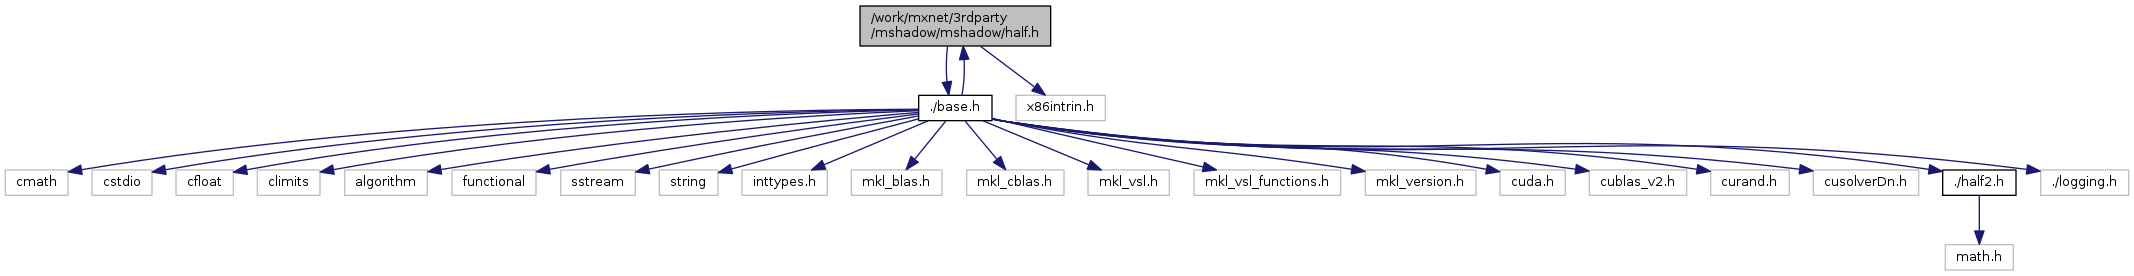 /work/mxnet/3rdparty
/mshadow/mshadow/half.h
./base.h
x86intrin.h
cmath
cstdio
cfloat
climits
algorithm
functional
sstream
string
inttypes.h
mkl_blas.h
mkl_cblas.h
mkl_vsl.h
mkl_vsl_functions.h
mkl_version.h
cuda.h
cublas_v2.h
curand.h
cusolverDn.h
./half2.h
./logging.h
math.h